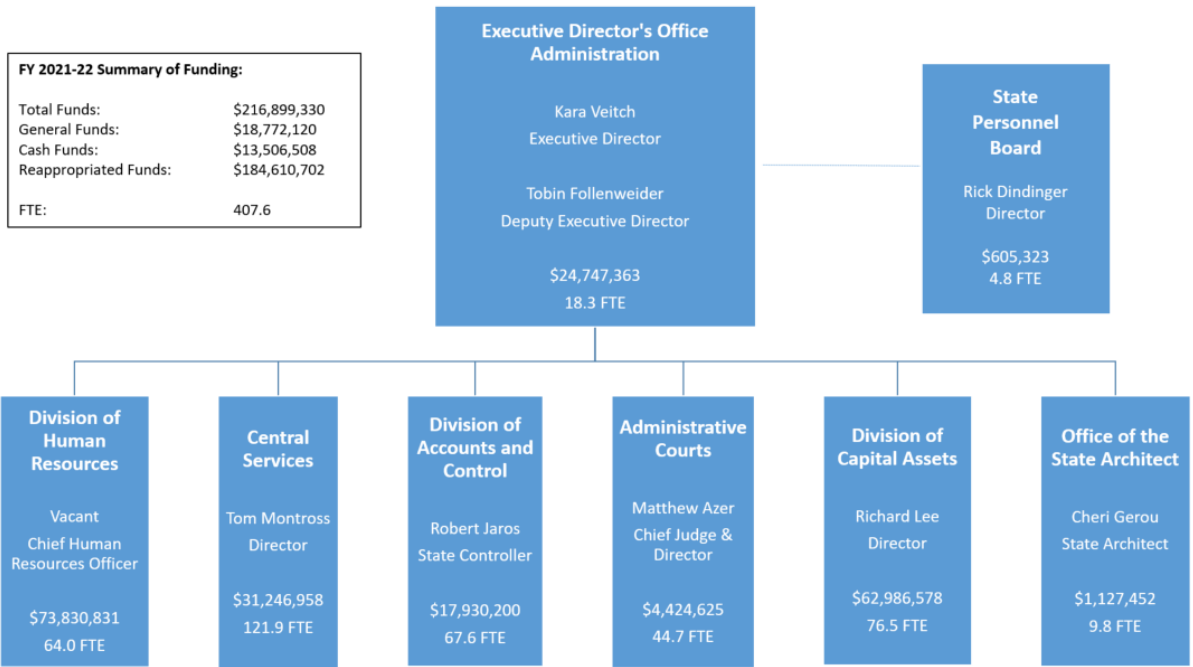 Executive Director's Office
Administration
Kara Veitch
Executive Director
Tobin Follenweider
Deputy Executive Director
$24,747,363
18.3 FTE
FY 2021-22 Summary of Funding:
Total Funds: $216,899,330
General Funds: $18,772,120
Cash Funds: $13,506,508
Reappropriated Funds: $184,610,702
FTE: 407.6
State
Personnel
Board
Rick Dindinger
Director
$605,323
4.8 FTE
Division of
Human
Resources
Vacant
Chief Human
Resources Officer
$73,830,831
64.0 FTE
Central
Services
Tom Montross
Director
$31,246,958
121.9 FTE
Division of
Accounts and
Control
Robert Jaros
State Controller
$17,930,200
67.6 FTE
Administrative
Courts
Matthew Azer
Chief Judge &
Director
$4,424,625
44.7 FTE
Division of
Capital Assets
Richard Lee
Director
$62,986,578
76.5 FTE
Office of the
State Architect
Cheri Gerou
State Architect
$1,127,452
9.8 FTE